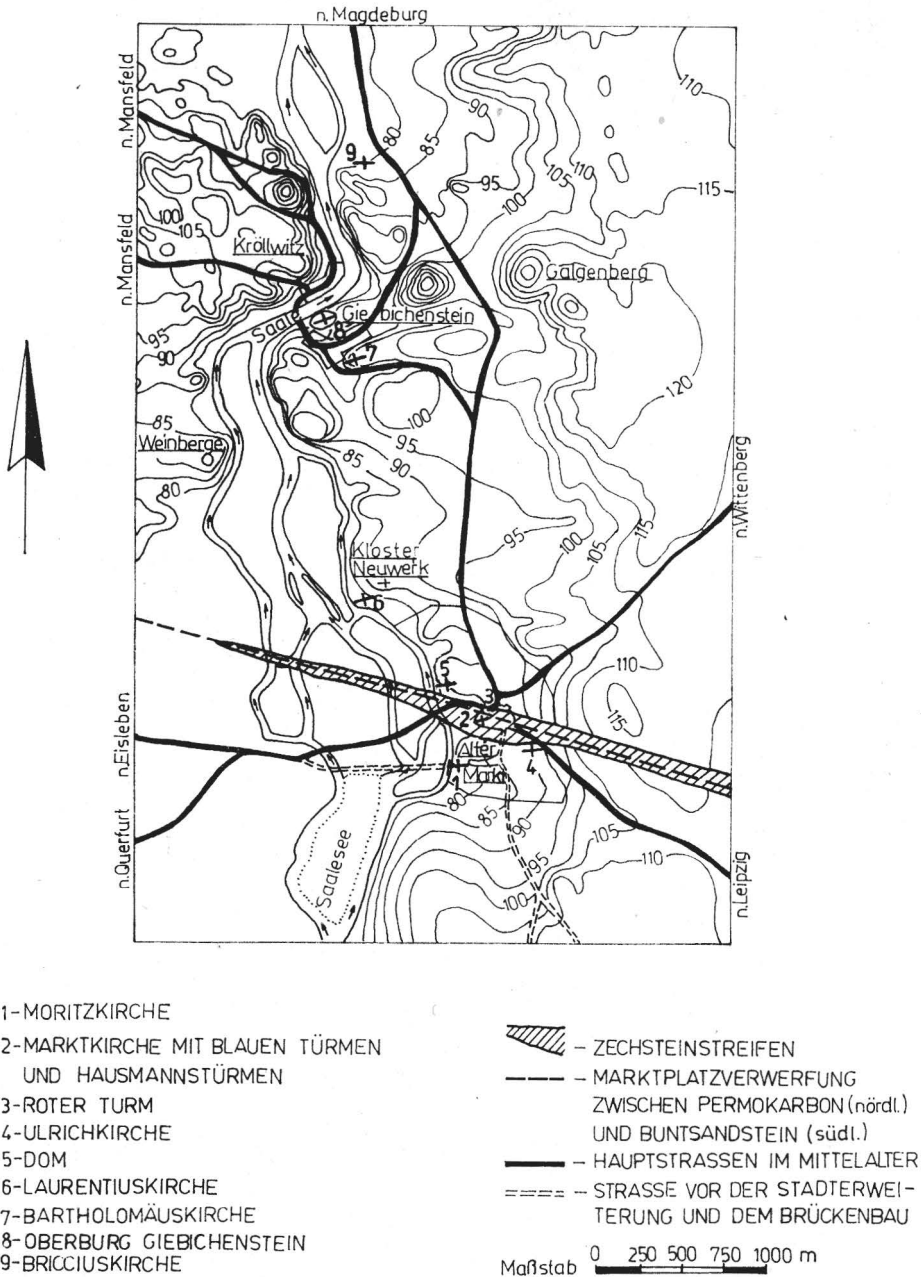 n. Magdeburg
n. Mansfeld
n. Mansfeld
n. Eisleben
n. Querfurt
n. Wittenberg
n. Leipzig
110
90
80
85
9
95
110
105
100
115
100
105
Kröllwitz
Galgenberg
Saale
Giebichenstein
8
7
95
90
120
100
95
85
Weinberge
85
90
80
115
95
100
105
Kloster
Neuwerk
6
110
5
3
2
115
Alter
Markt
1
4
80
85
90
95
105
110
100
Saalesee
1-MORITZKIRCHE
2-MARKTKIRCHE MIT BLAUEN TÜRMEN
UND HAUSMANNSTÜRMEN
3-ROTER TURM
4-ULRICHKIRCHE
5-DOM
6-LAURENTIUSKIRCHE
7-BARTHOLOMÄUSKIRCHE
8-OBERBURG GIEBICHENSTEIN
9-BRICCIUSKIRCHE
- ZECHSTEINSTREIFEN
- MARKTPLATZVERWERFUNG
ZWISCHEN PERMOKARBON (nördl.)
UND BUNTSANDSTEIN (südl.)
- HAUPTSTRASSEN IM MITTELALTER
- STRASSE VOR DER STADTERWEI-
TERUNG UND DEM BRÜCKENBAU
Maßstab 0 250 500 750 1000 m